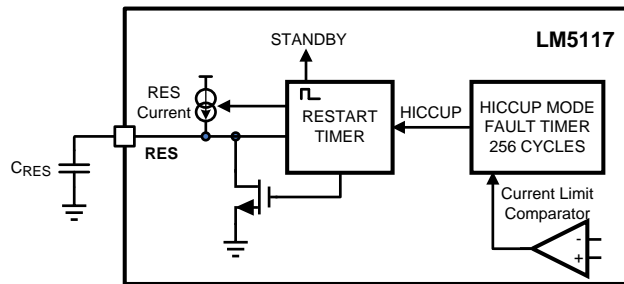 STANDBY
LM5117
RES
Current
RESTART
TIMER
HICCUP
HICCUP MODE
FAULT TIMER
256 CYCLES
CRES
RES
Current Limit
Comparator
-
+